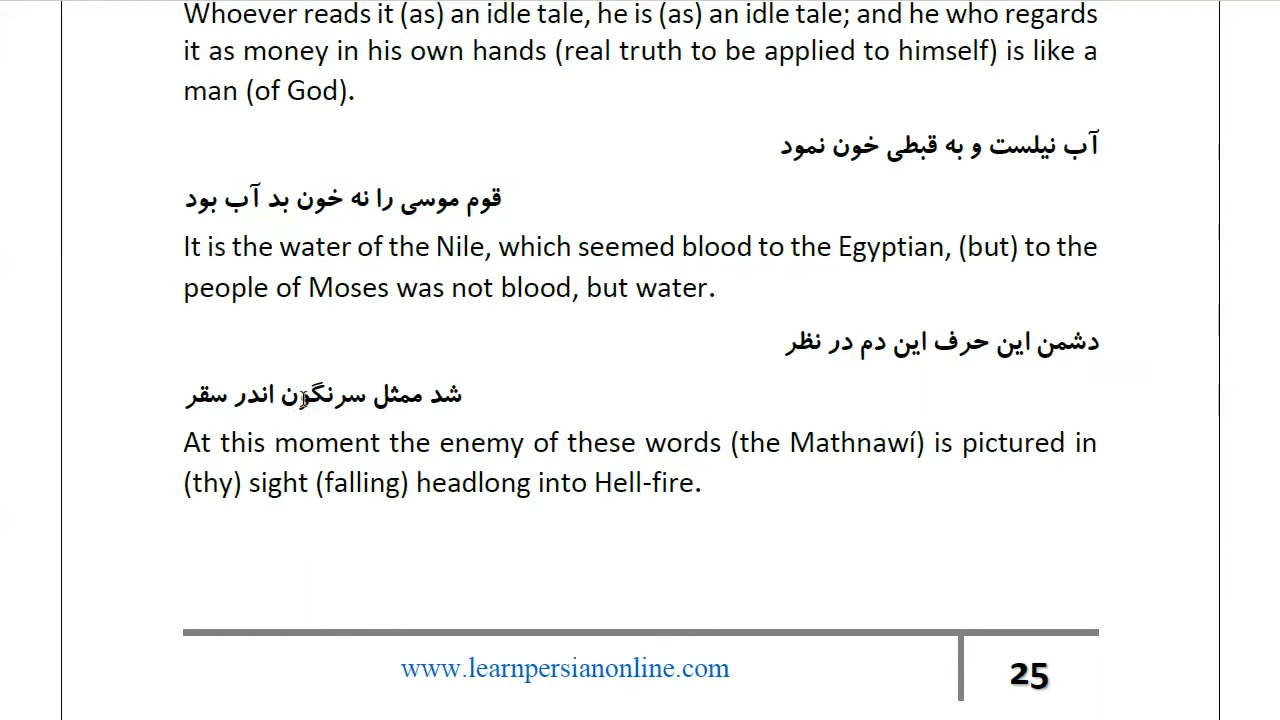 Whoever reads it (as) an idle tale, he is (as) an idle tale; and he who regards
it as money in his own hands (real truth to be applied to himself) is like a
man (of God).
آب نیلست و به قبطی خون نمود
قوم موسی را نه خون بد آب بود
It is the water of the Nile, which seemed blood to the Egyptian, (but) to the
people of Moses was not blood, but water.
دشمن این حرف این دم در نظر
شد ممثل سرنگون اندر سقر
At this moment the enemy of these words (the Mathnawí) is pictured in
(thy) sight (falling) headlong into Hell-fire.
www.learnpersianonline.com
25